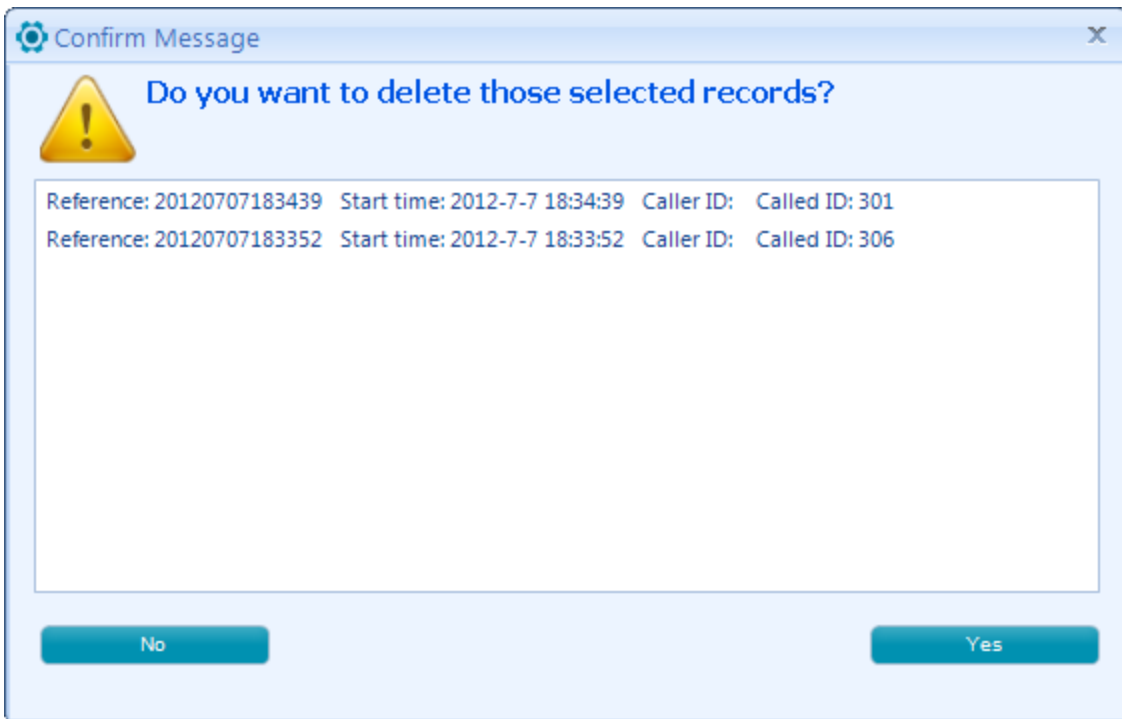 Confirm Message
Do you want to delete those selected records?
Reference: 20120707183439 Start time: 2012-7-7 18:34:39 Caller ID: Called ID: 301
Reference: 20120707183352 Start time: 2012-7-7 18:33:52 Caller ID: Called ID: 306
No Yes